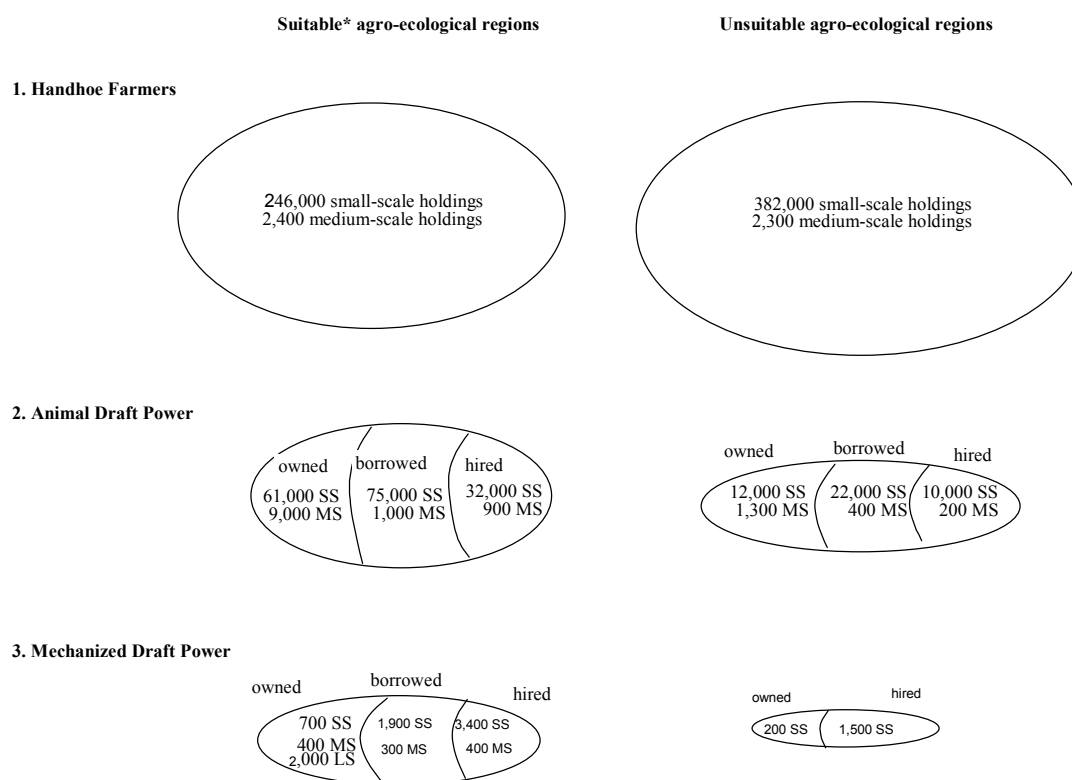 Suitable* agro-ecological regions
Unsuitable agro-ecological regions
1. Handhoe Farmers
246,000 small-scale holdings
2,400 medium-scale holdings
382,000 small-scale holdings
2,300 medium-scale holdings
2. Animal Draft Power
owned
borrowed
hired
61,000 SS
9,000 MS
75,000 SS
1,000 MS
32,000 SS
900 MS
owned
borrowed
hired
12,000 SS
1,300 MS
22,000 SS
400 MS
10,000 SS
200 MS
3. Mechanized Draft Power
owned
borrowed
hired
700 SS
400 MS
2,000 LS
1,900 SS
300 MS
3,400 SS
400 MS
owned
hired
200 SS
1,500 SS